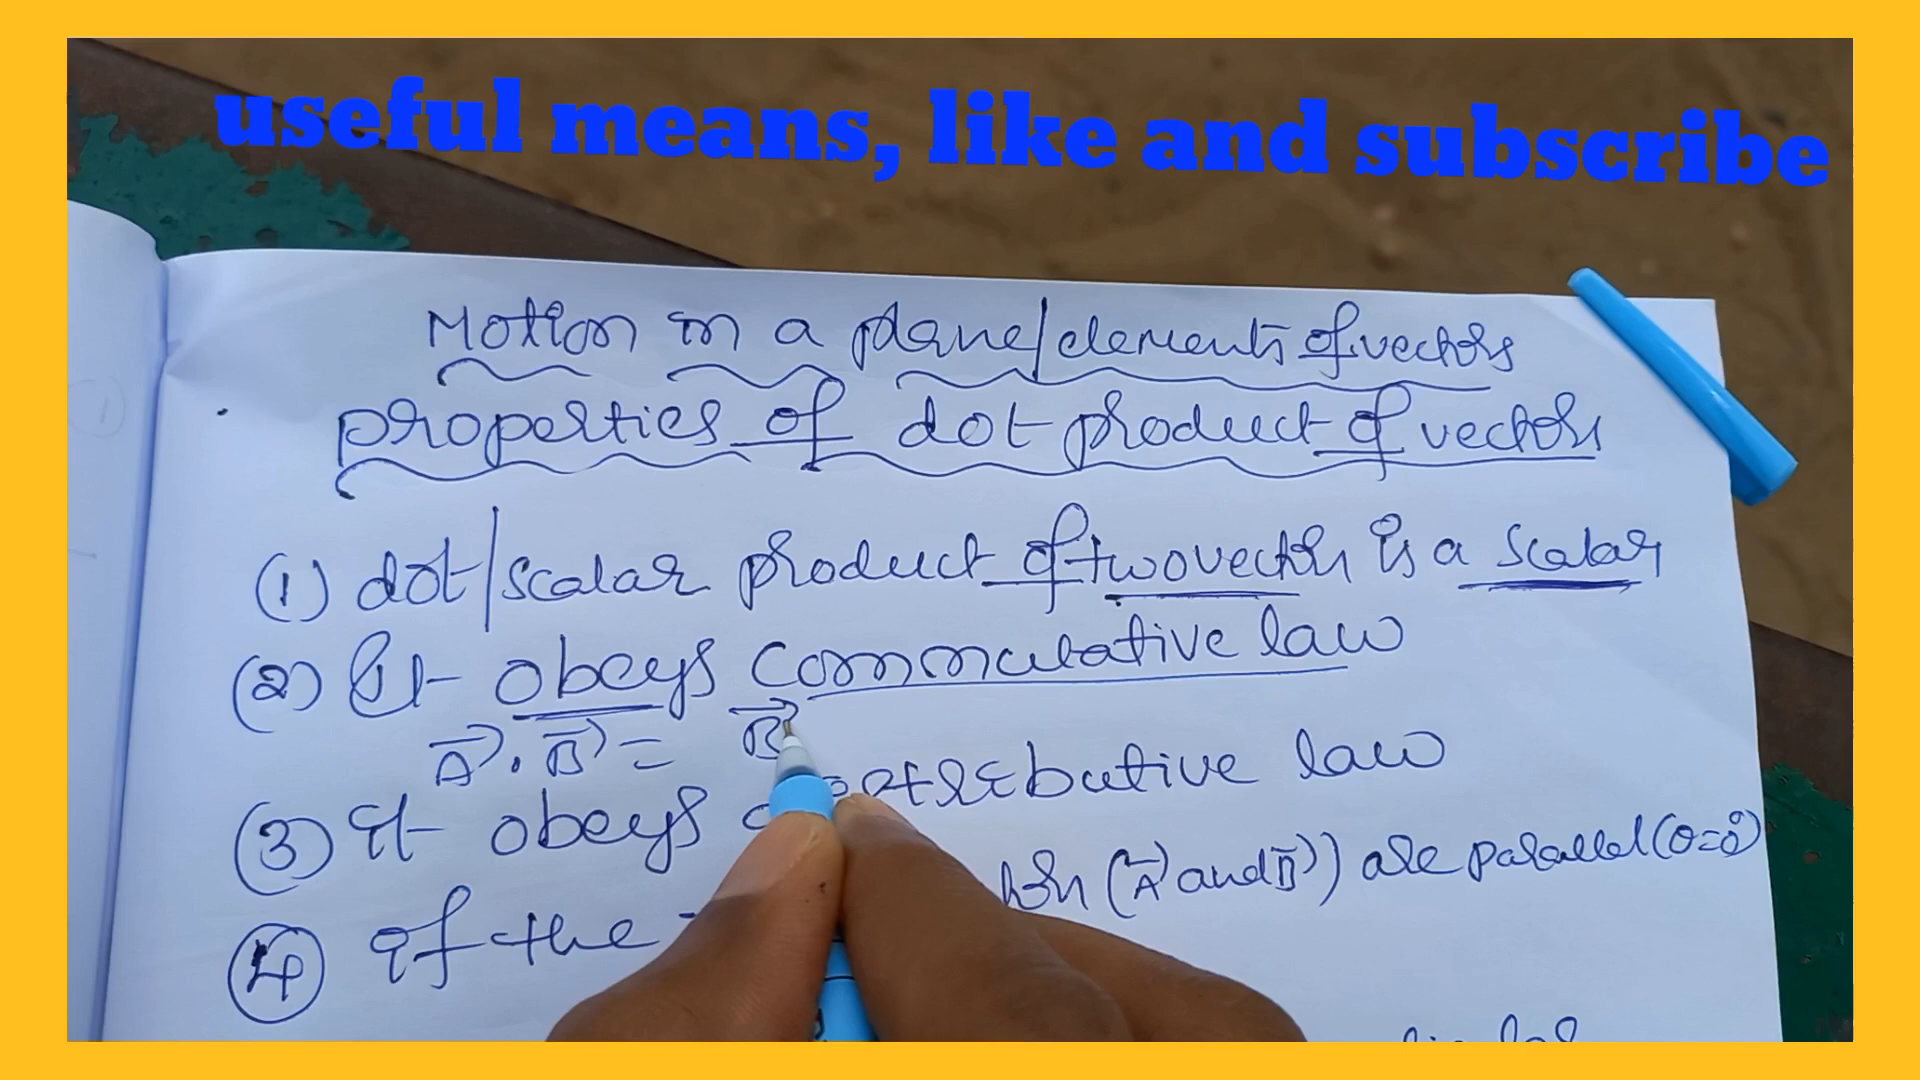 useful means, like and subscribe
Motion in a plane/elements of vectors
properties of dot product of vectors
(1) dot/scalar product of two vectors is a scalar
(2) It obeys commutative law
A⃗ . B⃗ = B⃗
(3) It obeys butive law
(4) If the (A⃗ and B⃗) are parallel (θ=0°)